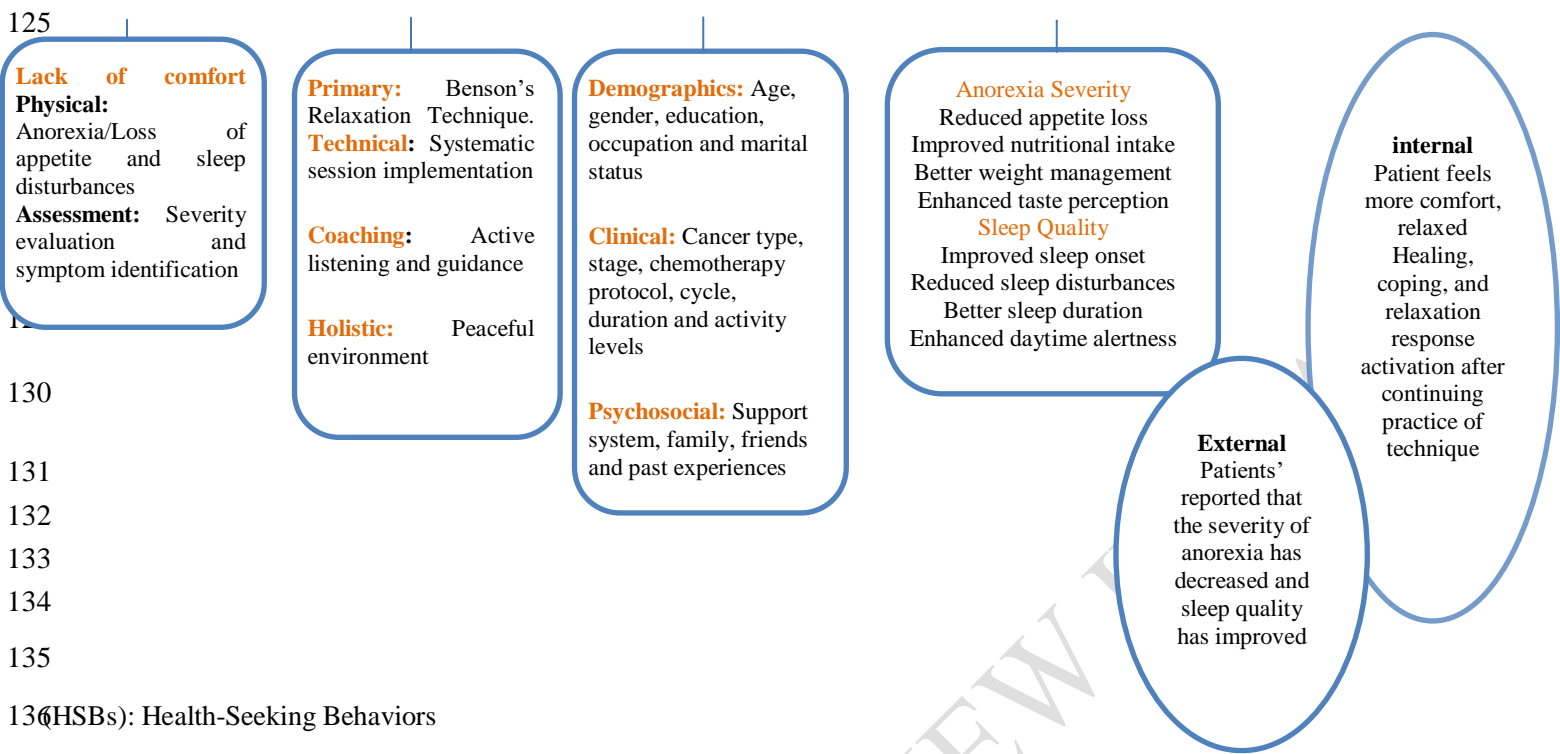 125
Lack of comfort
Physical:
Anorexia/Loss of
appetite and sleep
disturbances
Assessment: Severity
evaluation and
symptom identification
Primary: Benson’s
Relaxation Technique.
Technical: Systematic
session implementation
Coaching: Active
listening and guidance
Holistic: Peaceful
environment
Demographics: Age,
gender, education,
occupation and marital
status
Clinical: Cancer type,
stage, chemotherapy
protocol, cycle,
duration and activity
levels
Psychosocial: Support
system, family, friends
and past experiences
Anorexia Severity
Reduced appetite loss
Improved nutritional intake
Better weight management
Enhanced taste perception
Sleep Quality
Improved sleep onset
Reduced sleep disturbances
Better sleep duration
Enhanced daytime alertness
internal
Patient feels
more comfort,
relaxed
Healing,
coping, and
relaxation
response
activation after
continuing
practice of
technique
External
Patients’
reported that
the severity of
anorexia has
decreased and
sleep quality
has improved
130
131
132
133
134
135
136
(HSBs): Health-Seeking Behaviors